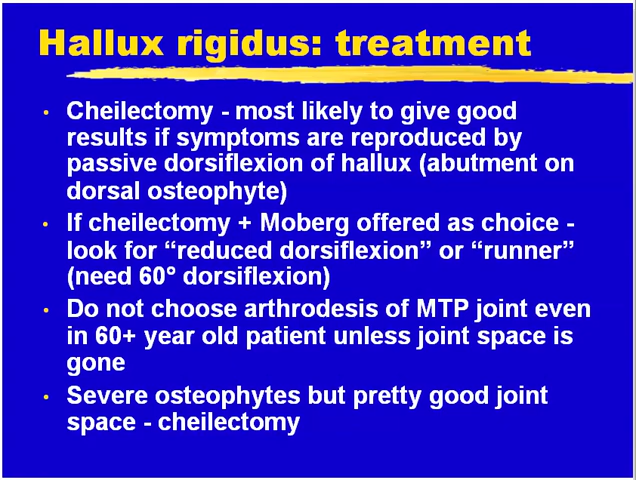 Hallux rigidus: treatment
• Cheilectomy - most likely to give good
results if symptoms are reproduced by
passive dorsiflexion of hallux (abutment on
dorsal osteophyte)
• If cheilectomy + Moberg offered as choice -
look for “reduced dorsiflexion” or “runner”
(need 60° dorsiflexion)
• Do not choose arthrodesis of MTP joint even
in 60+ year old patient unless joint space is
gone
• Severe osteophytes but pretty good joint
space - cheilectomy